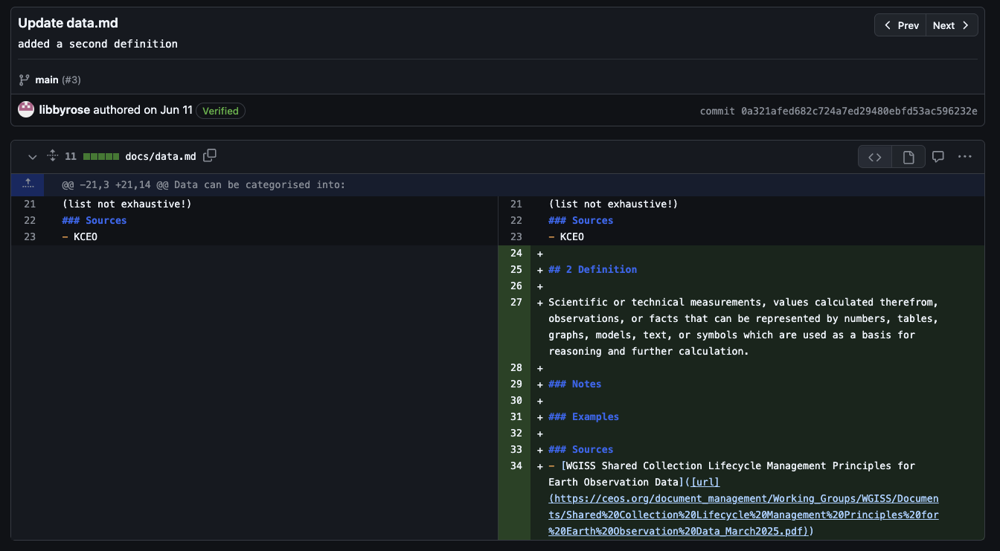 Update data.md
Prev Next
added a second definition
main (#3)
libbyrose authored on Jun 11 Verified
commit 0a321afed682c724a7ed29480ebfd53ac596232e
11 docs/data.md
@@ -21,3 +21,14 @@ Data can be categorised into:
21 (list not exhaustive!) 21 (list not exhaustive!)
22 ### Sources 22 ### Sources
23 - KCEO 23 - KCEO
24 +
25 + ## 2 Definition
26 +
27 + Scientific or technical measurements, values calculated therefrom,
observations, or facts that can be represented by numbers, tables,
graphs, models, text, or symbols which are used as a basis for
reasoning and further calculation.
28 +
29 + ### Notes
30 +
31 + ### Examples
32 +
33 + ### Sources
34 + - [WGISS Shared Collection Lifecycle Management Principles for
Earth Observation Data]([url]
(https://ceos.org/document_management/Working_Groups/WGISS/Documen
ts/Shared%20Collection%20Lifecycle%20Management%20Principles%20for
%20Earth%20Observation%20Data_March2025.pdf))